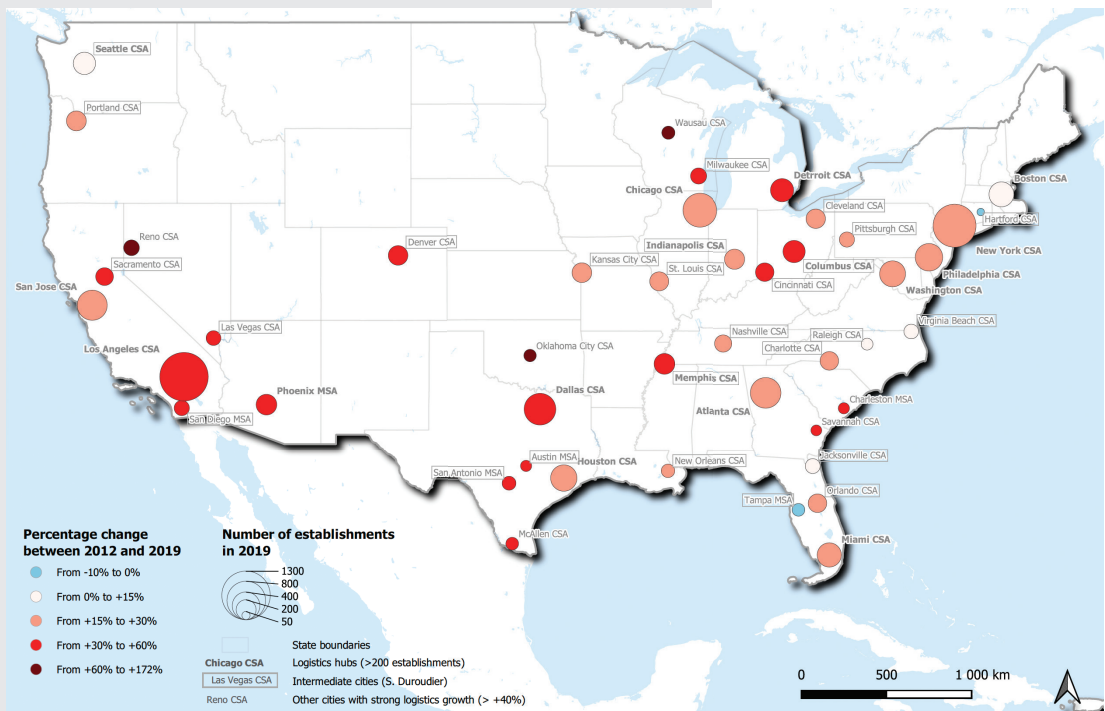 Seattle CSA
Portland CSA
Wausau CSA
Milwaukee CSA
Detrroit CSA
Boston CSA
Chicago CSA
Cleveland CSA
Hartford CSA
Pittsburgh CSA
Reno CSA
Denver CSA
Indianapolis CSA
New York CSA
Sacramento CSA
Kansas City CSA
St. Louis CSA
Columbus CSA
Philadelphia CSA
San Jose CSA
Cincinnati CSA
Washington CSA
Las Vegas CSA
Virginia Beach CSA
Nashville CSA
Raleigh CSA
Los Angeles CSA
Oklahoma City CSA
Charlotte CSA
Phoenix MSA
Dallas CSA
Memphis CSA
San Diego MSA
Atlanta CSA
Charleston MSA
Savannah CSA
Austin MSA
Houston CSA
New Orleans CSA
Jacksonville CSA
San Antonio MSA
Tampa MSA
Orlando CSA
McAllen CSA
Miami CSA
Percentage change
between 2012 and 2019
From -10% to 0%
From 0% to +15%
From +15% to +30%
From +30% to +60%
From +60% to +172%
Number of establishments
in 2019
1300
800
400
200
50
State boundaries
Chicago CSA Logistics hubs (>200 establishments)
Las Vegas CSA Intermediate cities (S. Duroudier)
Reno CSA Other cities with strong logistics growth (> +40%)
0 500 1 000 km